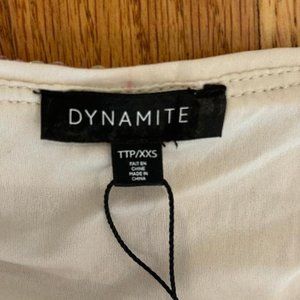 DYNAMITE
TTP/XXS
FAIT EN
CHINE
MADE IN
CHINA